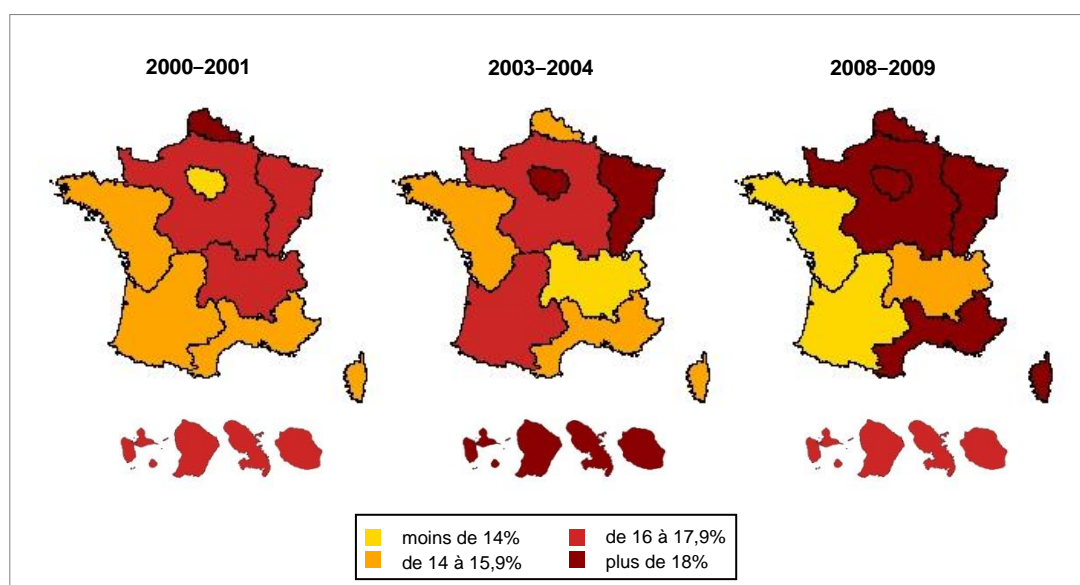 2000–2001 2003–2004 2008–2009
moins de 14% de 16 à 17,9%
de 14 à 15,9% plus de 18%